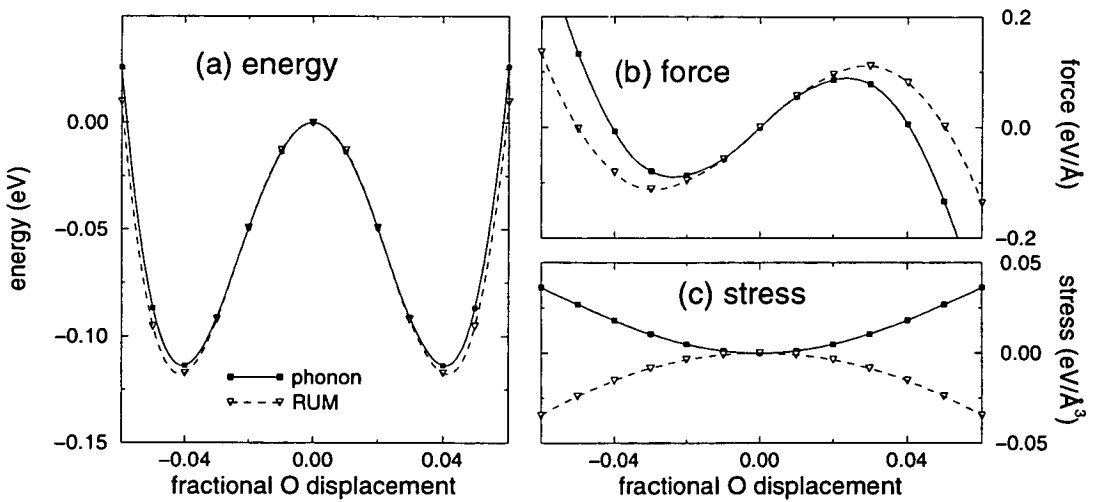 (a) energy
0.00
−0.05
−0.10
−0.15
energy (eV)
phonon
RUM
−0.04
0.00
0.04
fractional O displacement
(b) force
0.2
0.0
−0.2
force (eV/Å)
(c) stress
0.05
0.00
−0.05
stress (eV/Å³)
−0.04
0.00
0.04
fractional O displacement